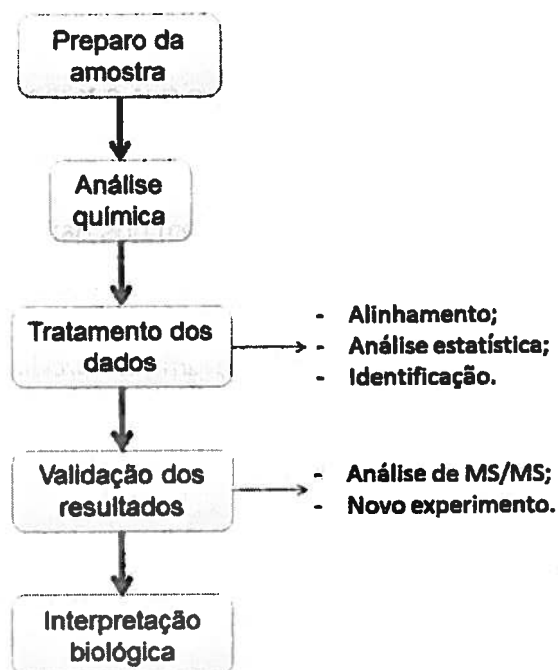 Preparo da
amostra
Análise
química
Tratamento dos
dados
- Alinhamento;
- Análise estatística;
- Identificação.
Validação dos
resultados
- Análise de MS/MS;
- Novo experimento.
Interpretação
biológica